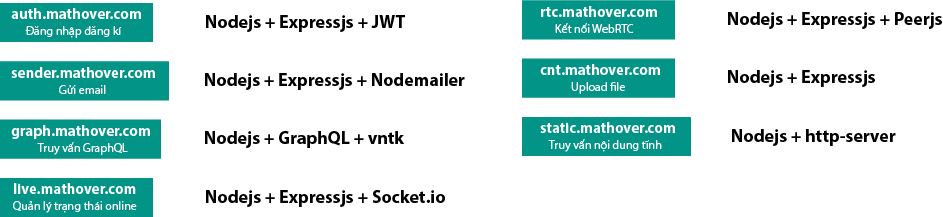 auth.mathover.com
Đăng nhập đăng kí
Nodejs + Expressjs + JWT
sender.mathover.com
Gửi email
Nodejs + Expressjs + Nodemailer
graph.mathover.com
Truy vấn GraphQL
Nodejs + GraphQL + vntk
live.mathover.com
Quản lý trạng thái online
Nodejs + Expressjs + Socket.io
rtc.mathover.com
Kết nối WebRTC
Nodejs + Expressjs + Peerjs
cnt.mathover.com
Upload file
Nodejs + Expressjs
static.mathover.com
Truy vấn nội dung tĩnh
Nodejs + http-server